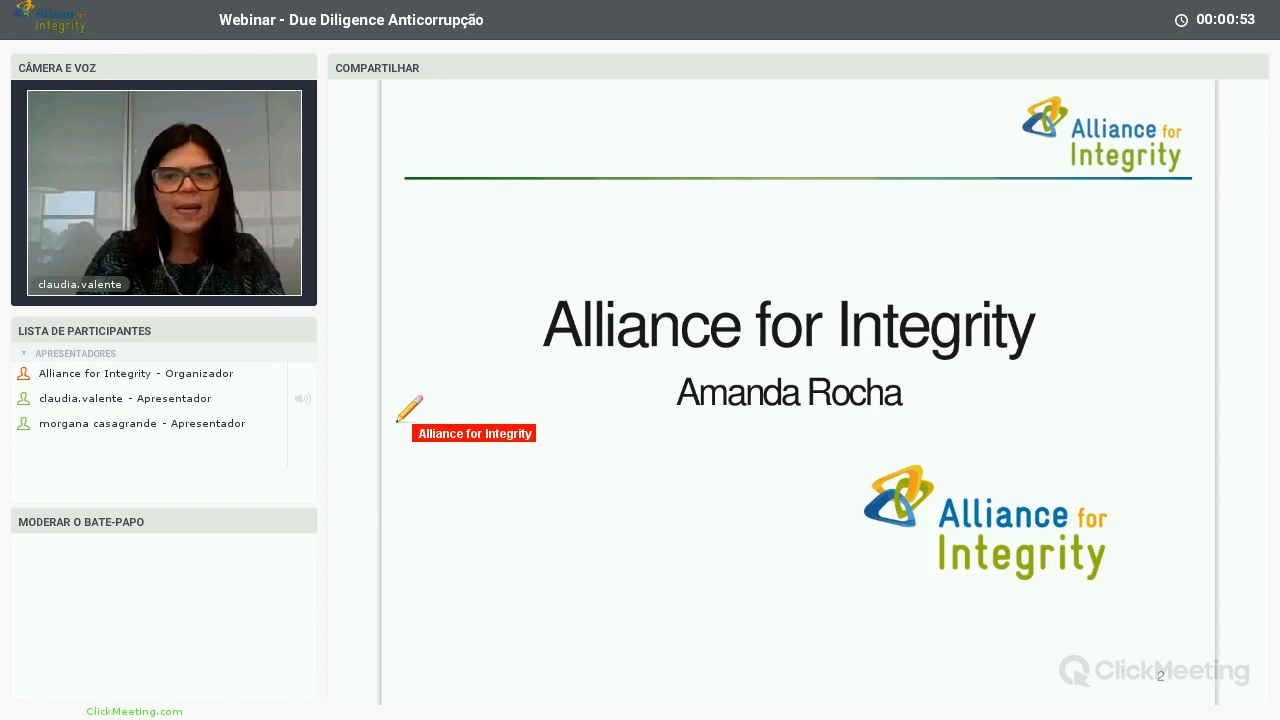 Alliance for
Integrity
Webinar - Due Diligence Anticorrupção
00:00:53
CÂMERA E VOZ
claudia.valente
LISTA DE PARTICIPANTES
APRESENTADORES
Alliance for Integrity - Organizador
claudia.valente - Apresentador
morgana casagrande - Apresentador
MODERAR O BATE-PAPO
ClickMeeting.com
COMPARTILHAR
Alliance for
Integrity
Alliance for Integrity
Amanda Rocha
Alliance for Integrity
Alliance for
Integrity
ClickMeeting
2